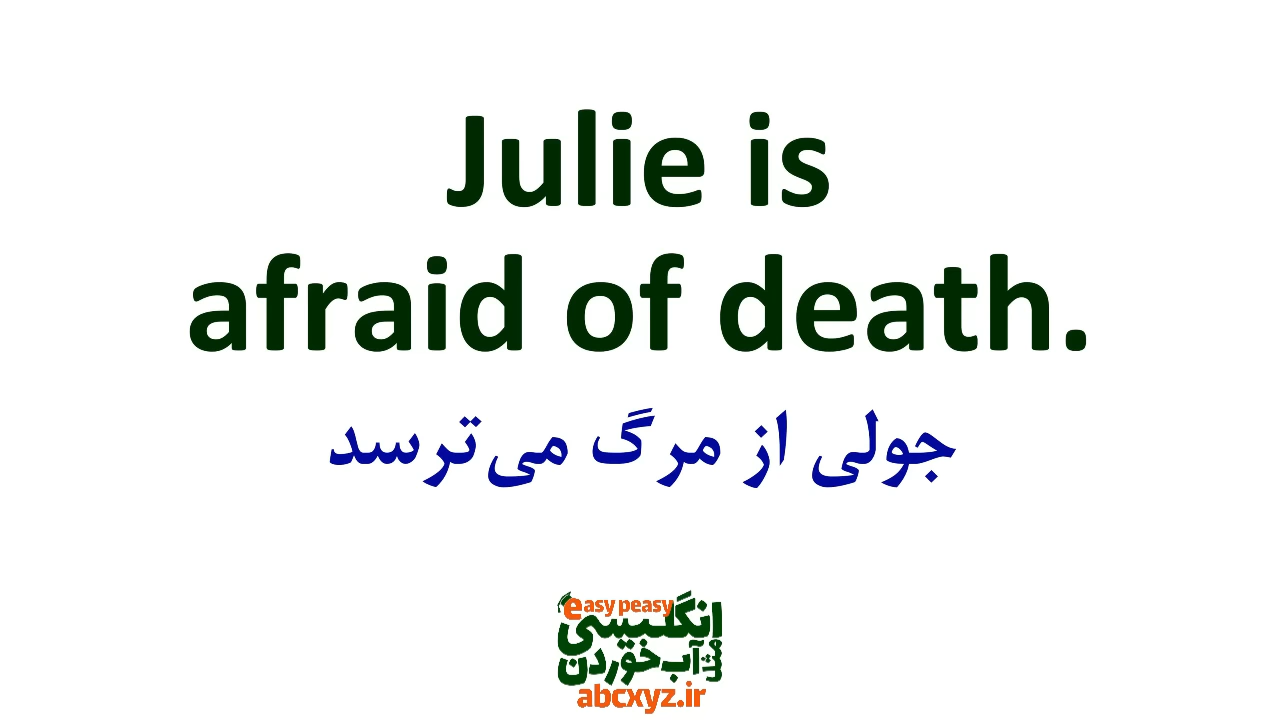 Julie is
afraid of death.
جولی از مرگ می‌ترسد
easy peasy
انگلیسی
مثل
آب‌خوردن
abcxyz.ir